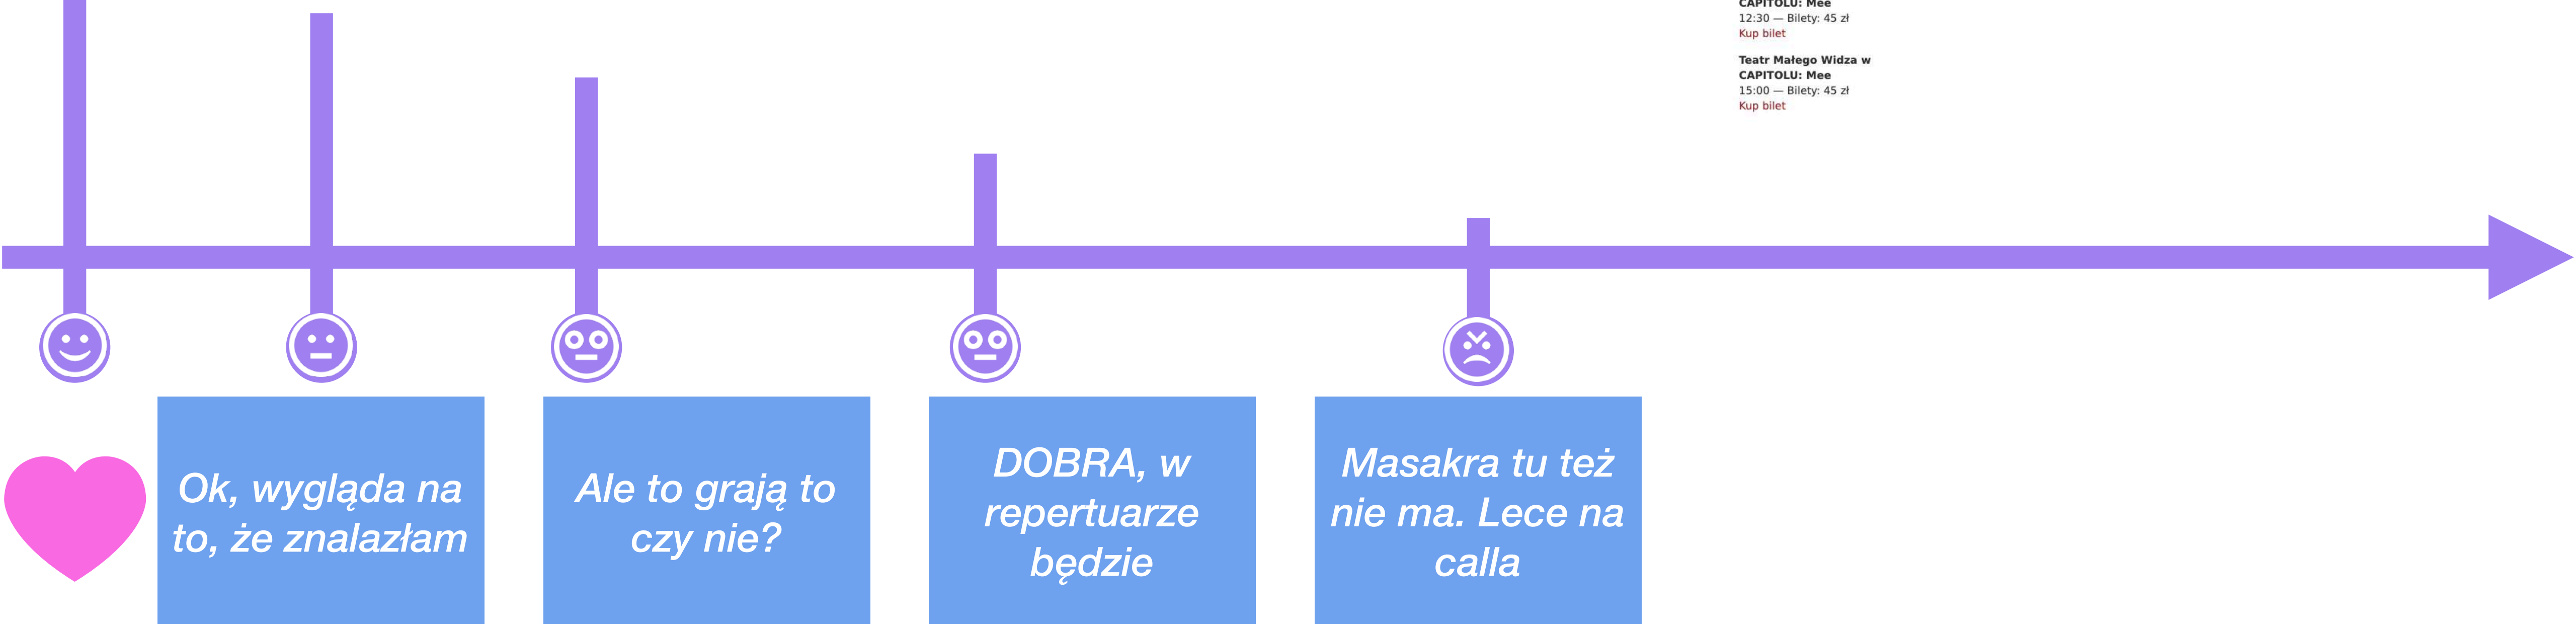 CAPITOLU: Mee
12:30 — Bilety: 45 zł
Kup bilet
Teatr Małego Widza w
CAPITOLU: Mee
15:00 — Bilety: 45 zł
Kup bilet
Ok, wygląda na
to, że znalazłam
Ale to grają to
czy nie?
DOBRA, w
repertuarze
będzie
Masakra tu też
nie ma. Lece na
calla